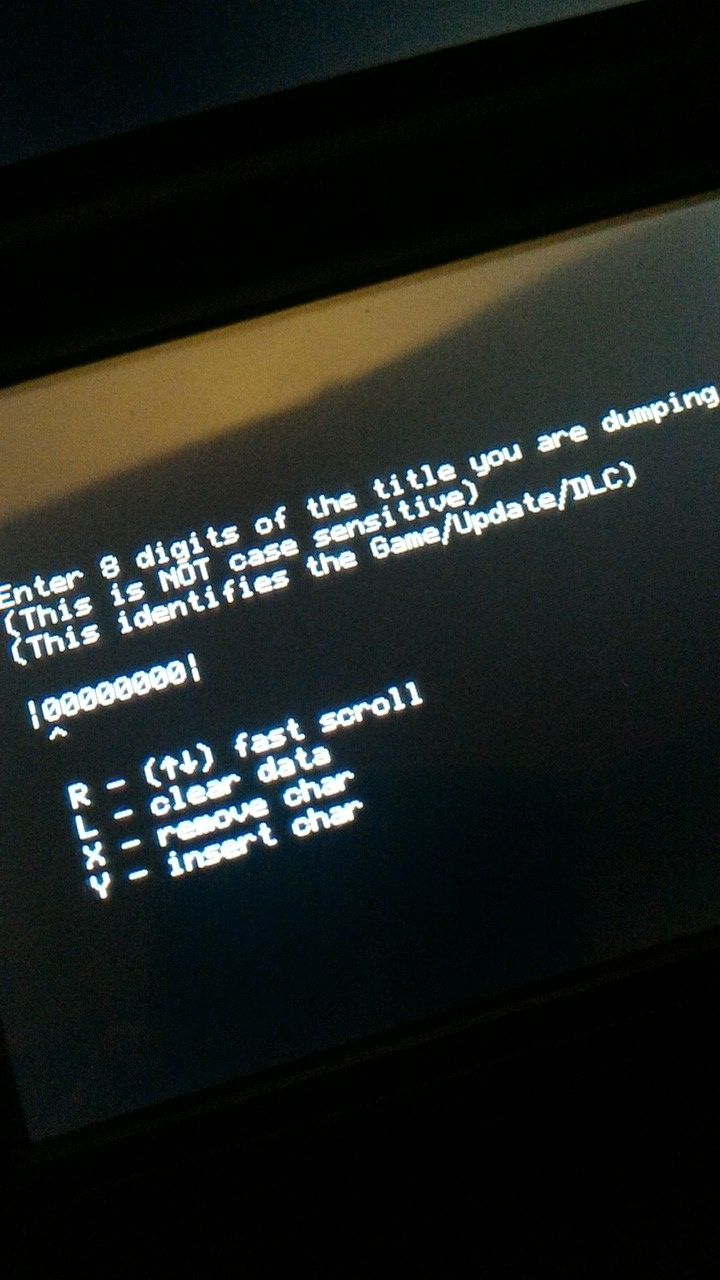 Enter 8 digits of the title you are dumping
(This is NOT case sensitive)
(This identifies the Game/Update/DLC)
|00000000|
^
R - (↑↓) fast scroll
L - clear data
X - remove char
Y - insert char